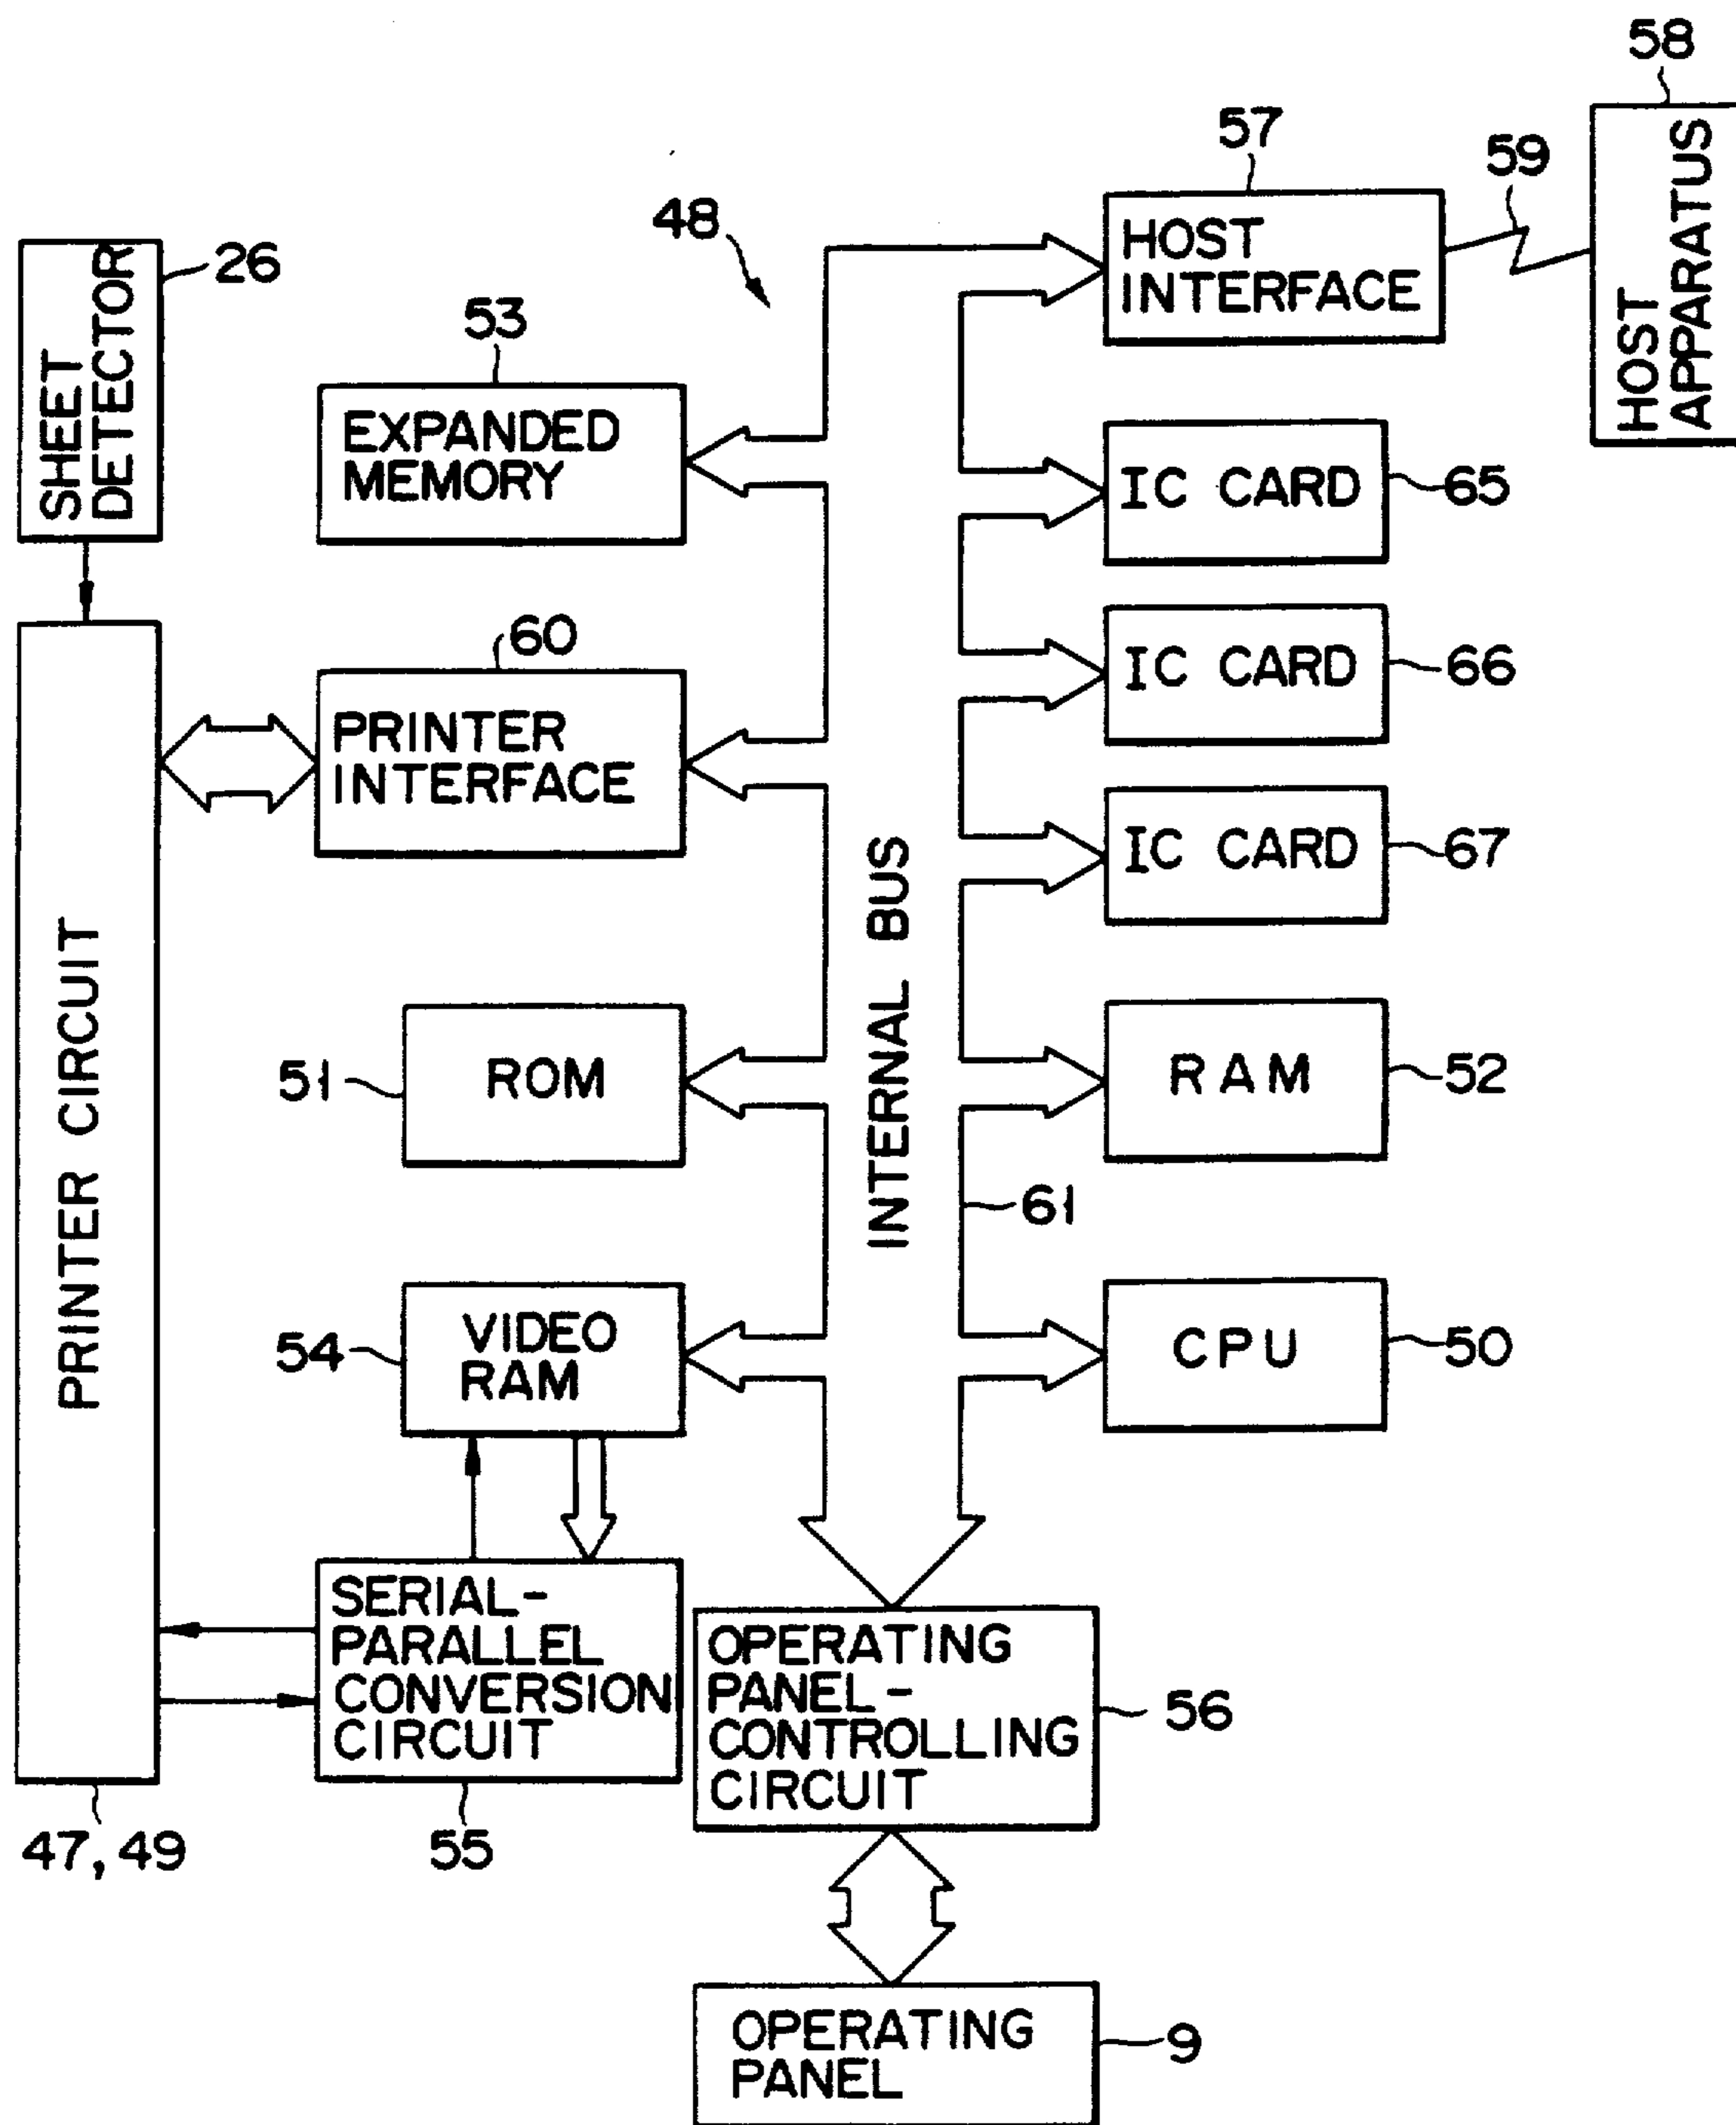 58
HOST
APPARATUS
57
59
HOST
INTERFACE
48
26
SHEET
DETECTOR
53
EXPANDED
MEMORY
IC CARD
65
60
IC CARD
66
PRINTER
INTERFACE
IC CARD
67
PRINTER CIRCUIT
INTERNAL BUS
51
ROM
RAM
52
61
54
VIDEO
RAM
CPU
50
SERIAL-
PARALLEL
CONVERSION
CIRCUIT
OPERATING
PANEL-
CONTROLLING
CIRCUIT
56
47, 49
55
OPERATING
PANEL
9